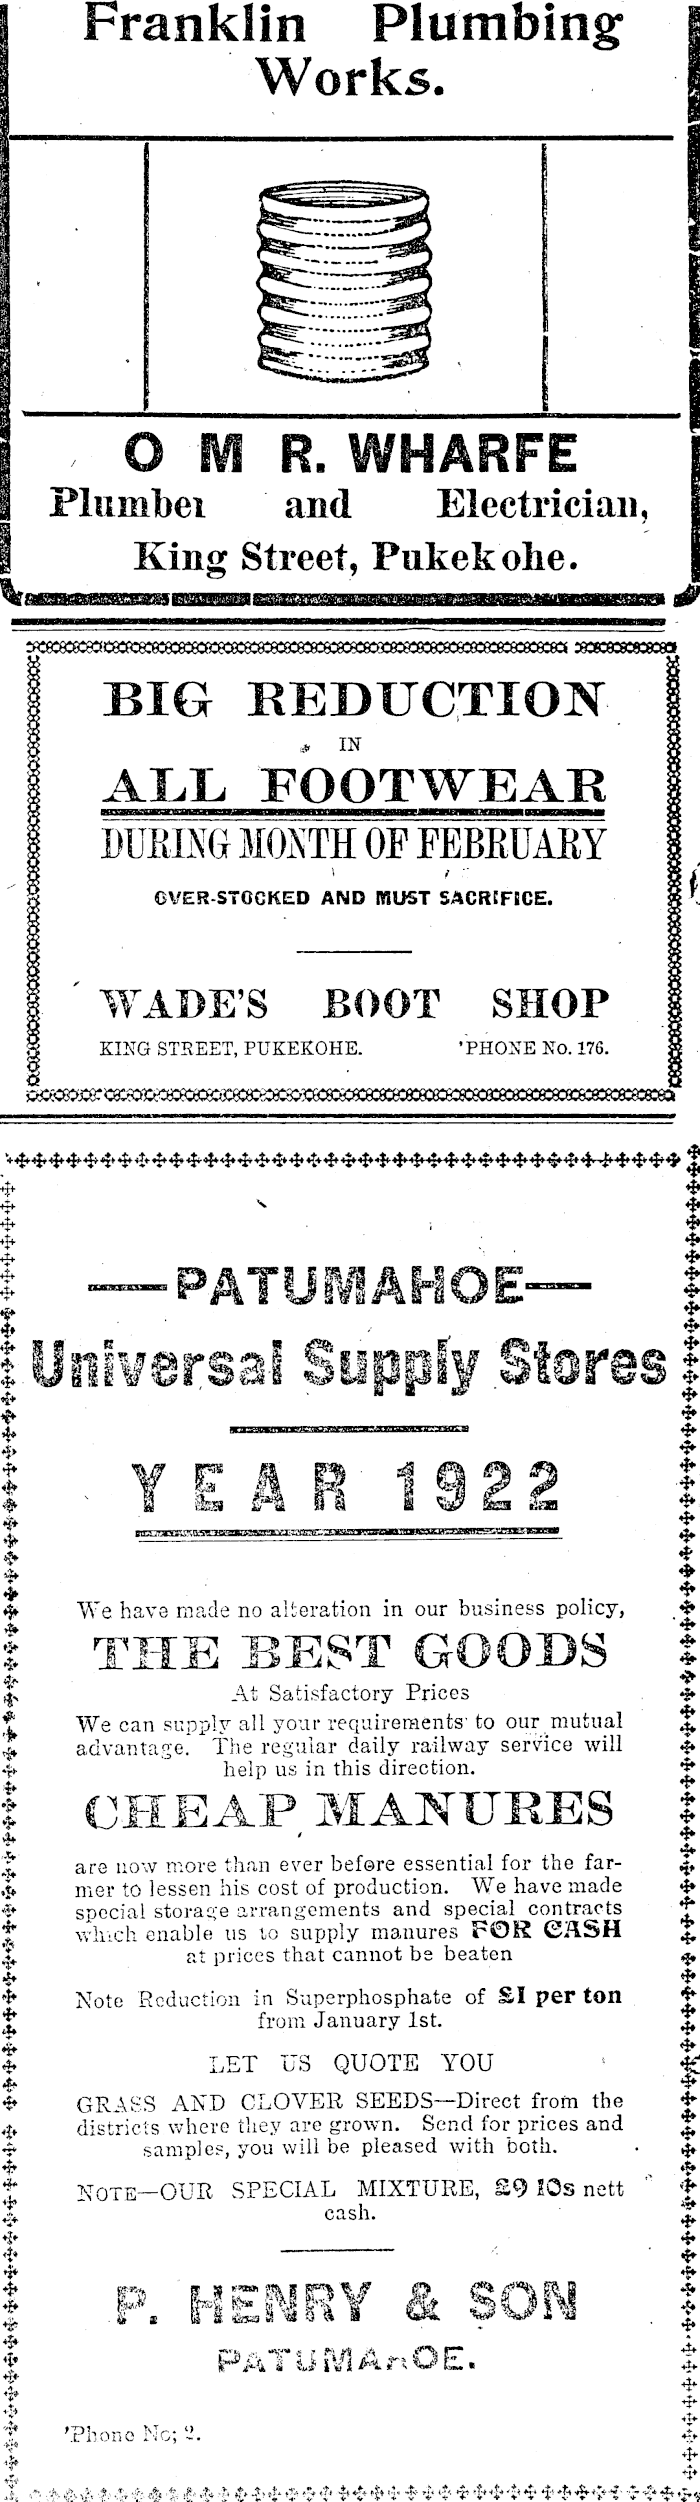 Franklin Plumbing
Works.
O M R. WHARFE
Plumber and Electrician,
King Street, Pukekohe.
BIG REDUCTION
IN
ALL FOOTWEAR
DURING MONTH OF FEBRUARY
OVER-STOCKED AND MUST SACRIFICE.
WADE'S BOOT SHOP
KING STREET, PUKEKOHE. 'PHONE No. 176.
—PATUMAHOE—
Universal Supply Stores
YEAR 1922
We have made no alteration in our business policy,
THE BEST GOODS
At Satisfactory Prices
We can supply all your requirements to our mutual
advantage. The regular daily railway service will
help us in this direction.
CHEAP MANURES
are now more than ever before essential for the far-
mer to lessen his cost of production. We have made
special storage arrangements and special contracts
which enable us to supply manures FOR CASH
at prices that cannot be beaten
Note Reduction in Superphosphate of £1 per ton
from January 1st.
LET US QUOTE YOU
GRASS AND CLOVER SEEDS—Direct from the
districts where they are grown. Send for prices and
samples, you will be pleased with both.
NOTE—OUR SPECIAL MIXTURE, £9 10s nett
cash.
P. HENRY & SON
PATUMAHOE.
'Phone No; 2.